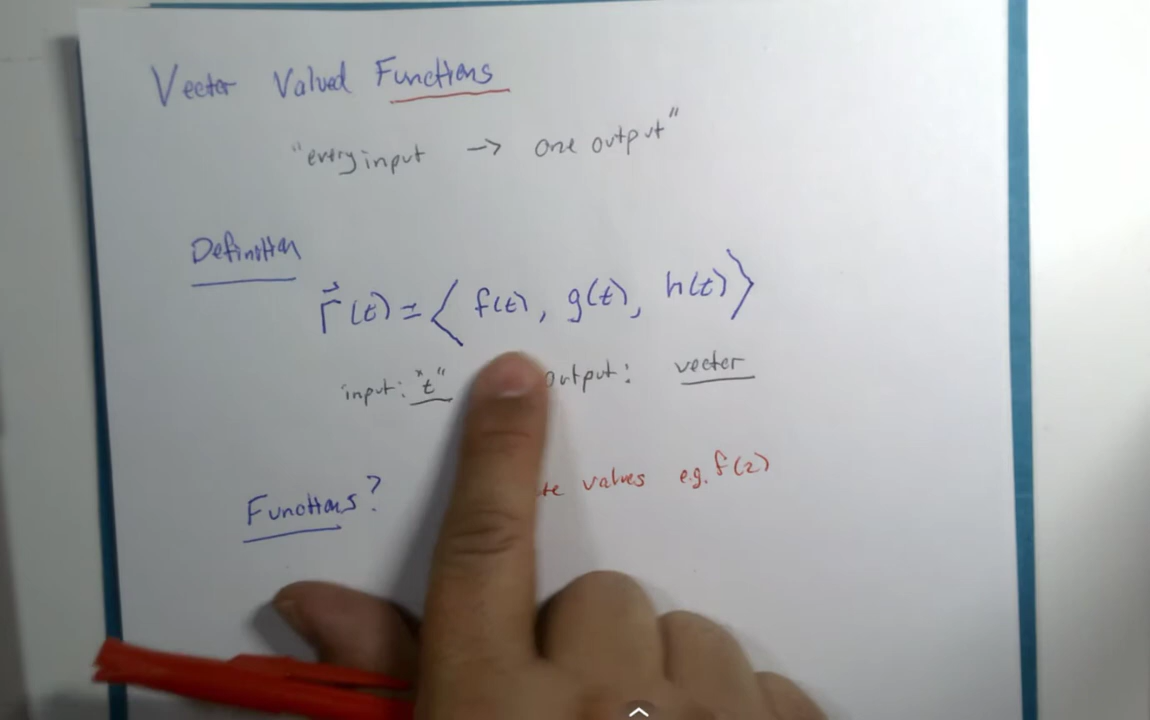 Vector Valued Functions
"every input → one output"
Definition
r⃗(t) = ⟨ f(t), g(t), h(t) ⟩
input: "t" output: vector
Functions? values e.g. f(2)